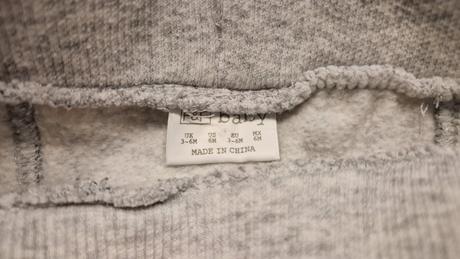 F&F baby
UK US EU MX
3-6M 6M 3-6M 6M
MADE IN CHINA